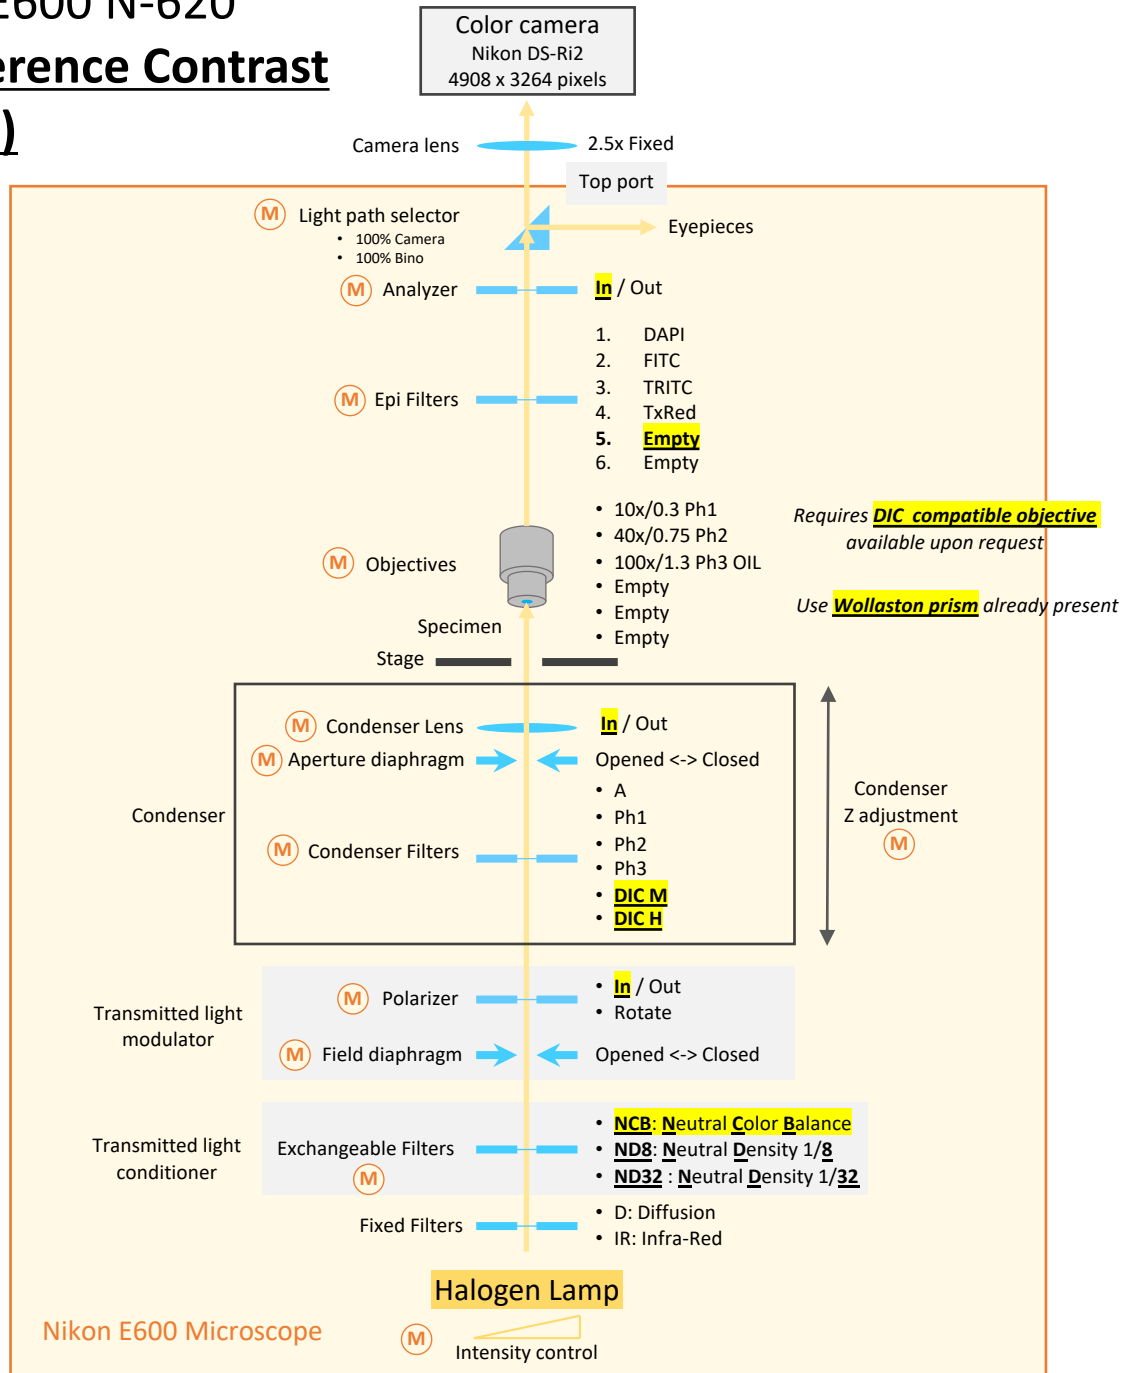 E600 N-620
erence Contrast
)
Color camera
Nikon DS-Ri2
4908 x 3264 pixels
Camera lens
2.5x Fixed
Top port
M Light path selector
• 100% Camera
• 100% Bino
Eyepieces
M Analyzer
In / Out
M Epi Filters
1. DAPI
2. FITC
3. TRITC
4. TxRed
5. Empty
6. Empty
M Objectives
• 10x/0.3 Ph1
• 40x/0.75 Ph2
• 100x/1.3 Ph3 OIL
• Empty
• Empty
• Empty
Requires DIC compatible objective
available upon request
Use Wollaston prism already present
Specimen
Stage
Condenser
M Condenser Lens
In / Out
M Aperture diaphragm
Opened <-> Closed
M Condenser Filters
• A
• Ph1
• Ph2
• Ph3
• DIC M
• DIC H
Condenser
Z adjustment
M
Transmitted light
modulator
M Polarizer
• In / Out
• Rotate
M Field diaphragm
Opened <-> Closed
Transmitted light
conditioner
Exchangeable Filters
M
• NCB: Neutral Color Balance
• ND8: Neutral Density 1/8
• ND32 : Neutral Density 1/32
Fixed Filters
• D: Diffusion
• IR: Infra-Red
Halogen Lamp
Nikon E600 Microscope
M
Intensity control